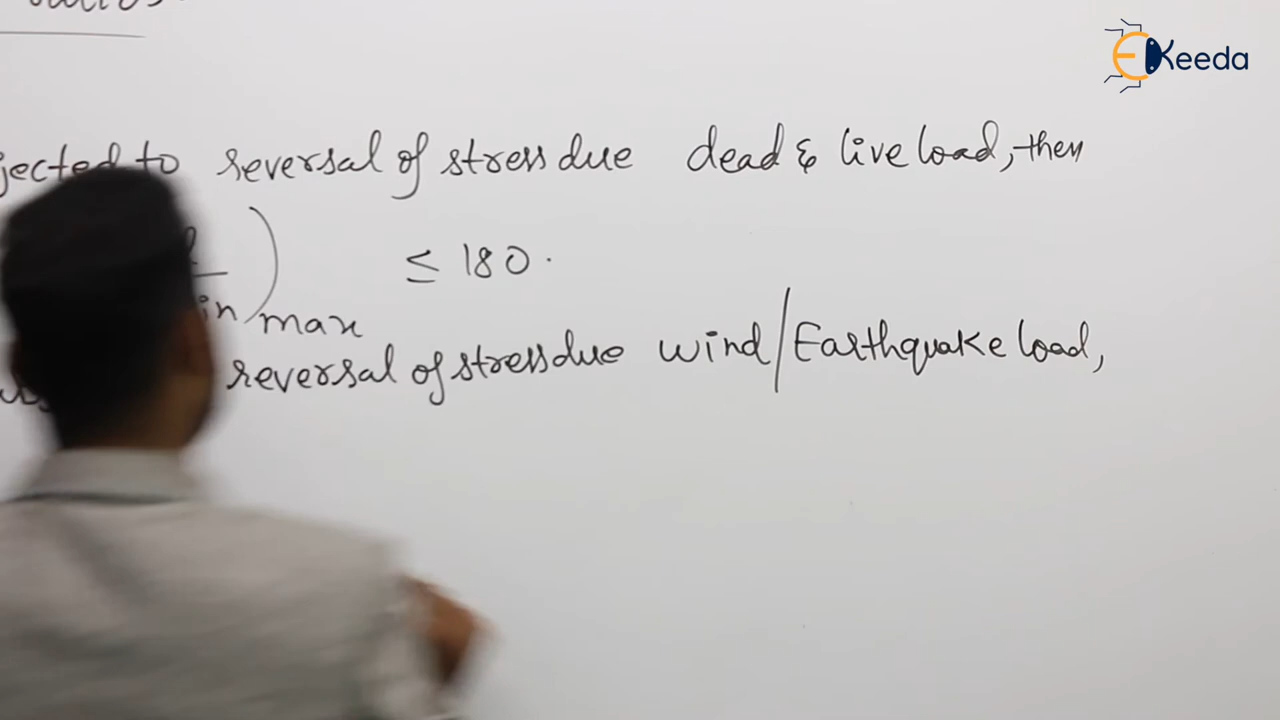 EKeeda
jected to reversal of stress due dead & live load, then
) ≤ 180.
in max
reversal of stress due wind/Earthquake load,